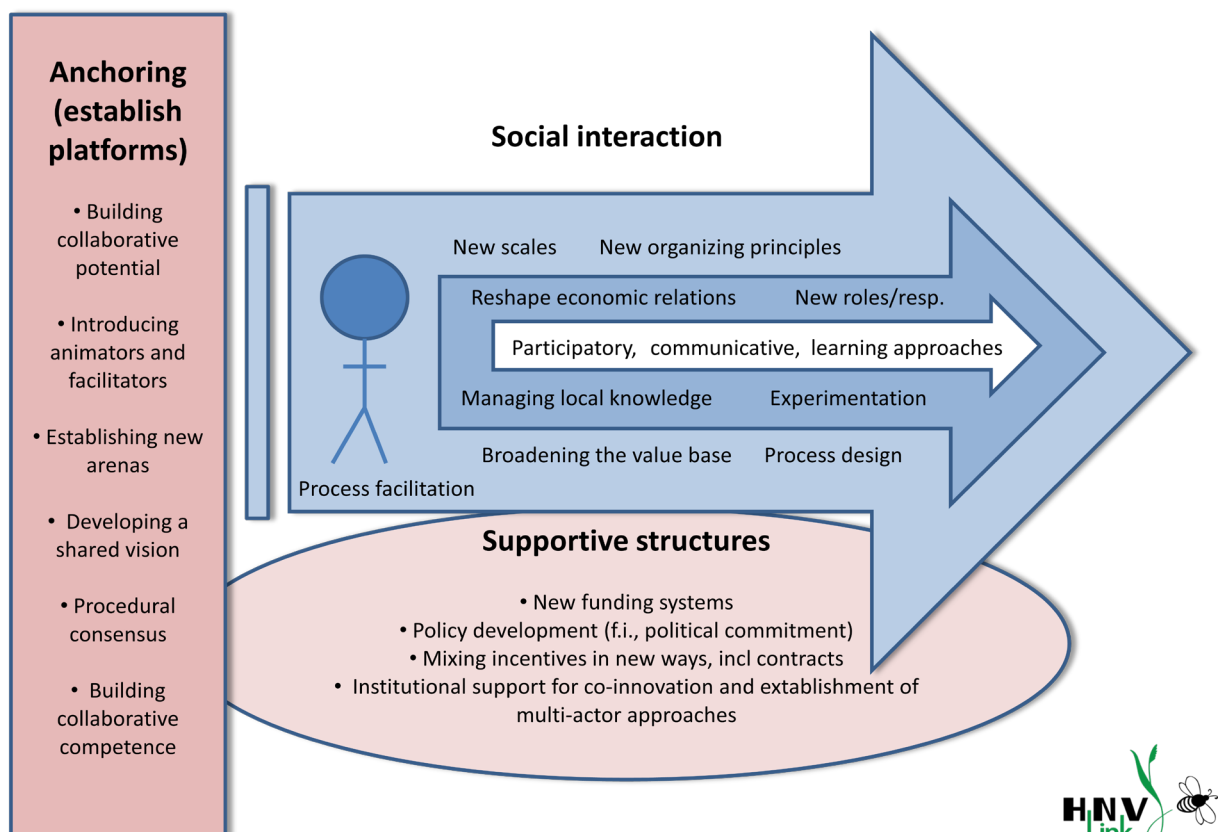 Anchoring
(establish
platforms)
• Building
collaborative
potential
• Introducing
animators and
facilitators
• Establishing new
arenas
• Developing a
shared vision
• Procedural
consensus
• Building
collaborative
competence
Social interaction
New scales New organizing principles
Reshape economic relations New roles/resp.
Participatory, communicative, learning approaches
Managing local knowledge Experimentation
Broadening the value base Process design
Process facilitation
Supportive structures
• New funding systems
• Policy development (f.i., political commitment)
• Mixing incentives in new ways, incl contracts
• Institutional support for co-innovation and extablishment of
multi-actor approaches
HNV
Link